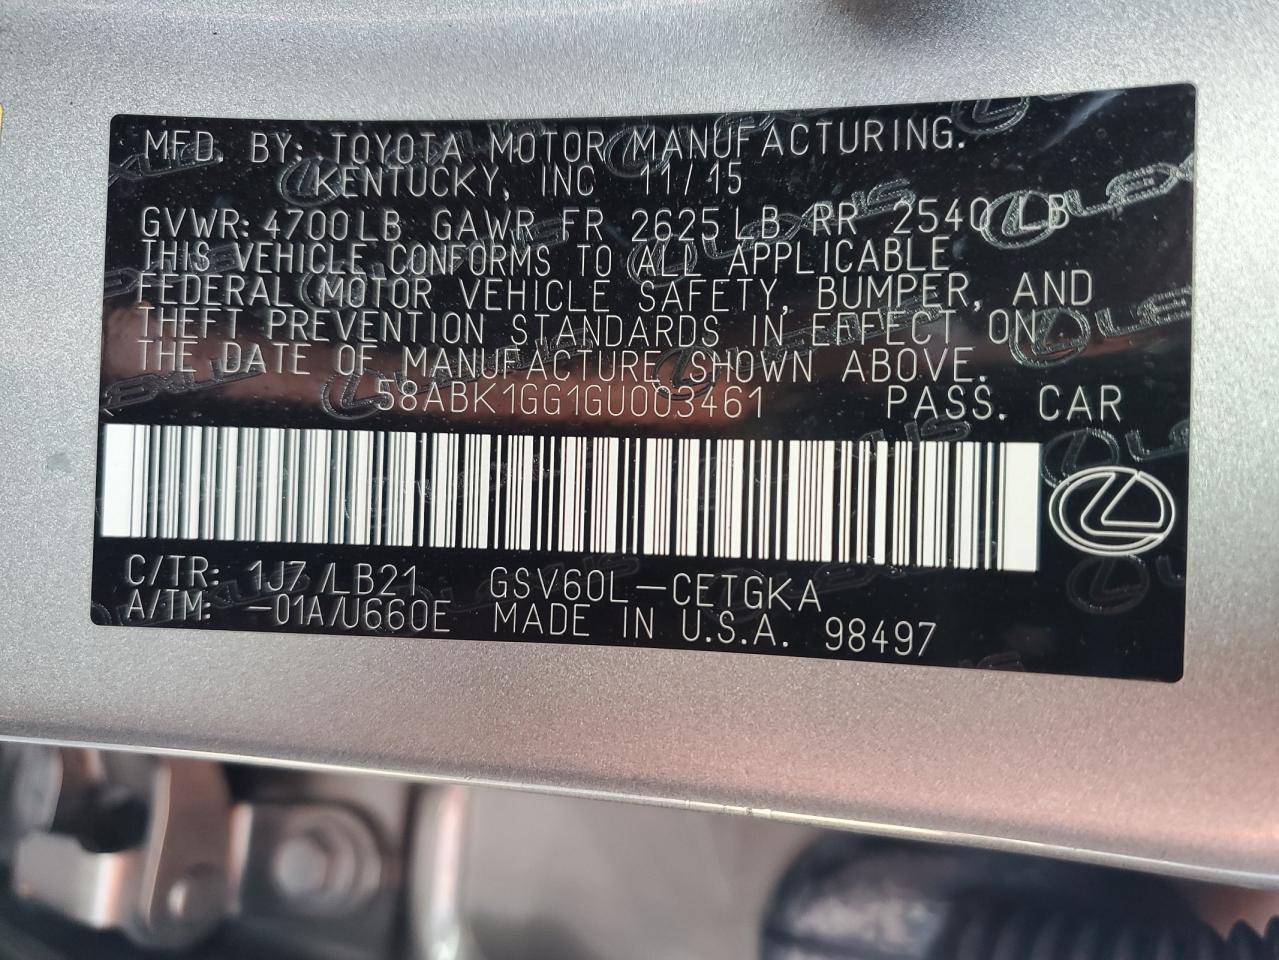 MFD. BY: TOYOTA MOTOR MANUFACTURING.
KENTUCKY, INC 11/15
GVWR: 4700LB GAWR FR 2625LB RR 2540LB
THIS VEHICLE CONFORMS TO ALL APPLICABLE
FEDERAL MOTOR VEHICLE SAFETY, BUMPER, AND
THEFT PREVENTION STANDARDS IN EFFECT ON
THE DATE OF MANUFACTURE SHOWN ABOVE.
58ABK1GG1GU003461 PASS. CAR
C/TR: 1J7/LB21 GSV60L-CETGKA
A/TM: -01A/U660E MADE IN U.S.A. 98497